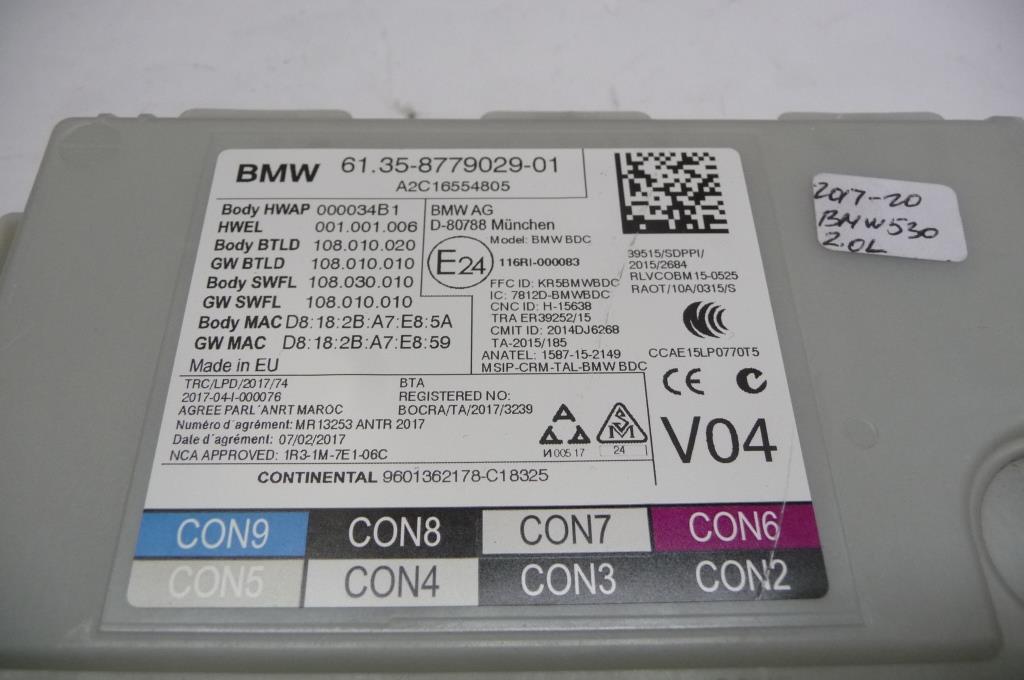 BMW 61.35-8779029-01
A2C16554805
Body HWAP 000034B1
HWEL 001.001.006
Body BTLD 108.010.020
GW BTLD 108.010.010
Body SWFL 108.030.010
GW SWFL 108.010.010
Body MAC D8:18:2B:A7:E8:5A
GW MAC D8:18:2B:A7:E8:59
Made in EU
BMW AG
D-80788 München
Model: BMW BDC
E24
116RI-000083
FCC ID: KR5BMWBDC
IC: 7812D-BMWBDC
CNC ID: H-15638
TRA ER39252/15
CMIT ID: 2014DJ6268
TA-2015/185
ANATEL: 1587-15-2149
MSIP-CRM-TAL-BMW BDC
39515/SDPPI/
2015/2684
RLVCOBM15-0525
RAOT/10A/0315/S
CCAE15LP0770T5
CE
V04
TRC/LPD/2017/74
2017-04-I-000076
AGREE PARL´ANRT MAROC
Numéro d´agrément: MR13253 ANTR 2017
Date d´agrément: 07/02/2017
NCA APPROVED: 1R3-1M-7E1-06C
BTA
REGISTERED NO:
BOCRA/TA/2017/3239
И 005 17
24
CONTINENTAL 9601362178-C18325
CON9 CON8 CON7 CON6
CON5 CON4 CON3 CON2
2017-20
BMW 530
2.0L